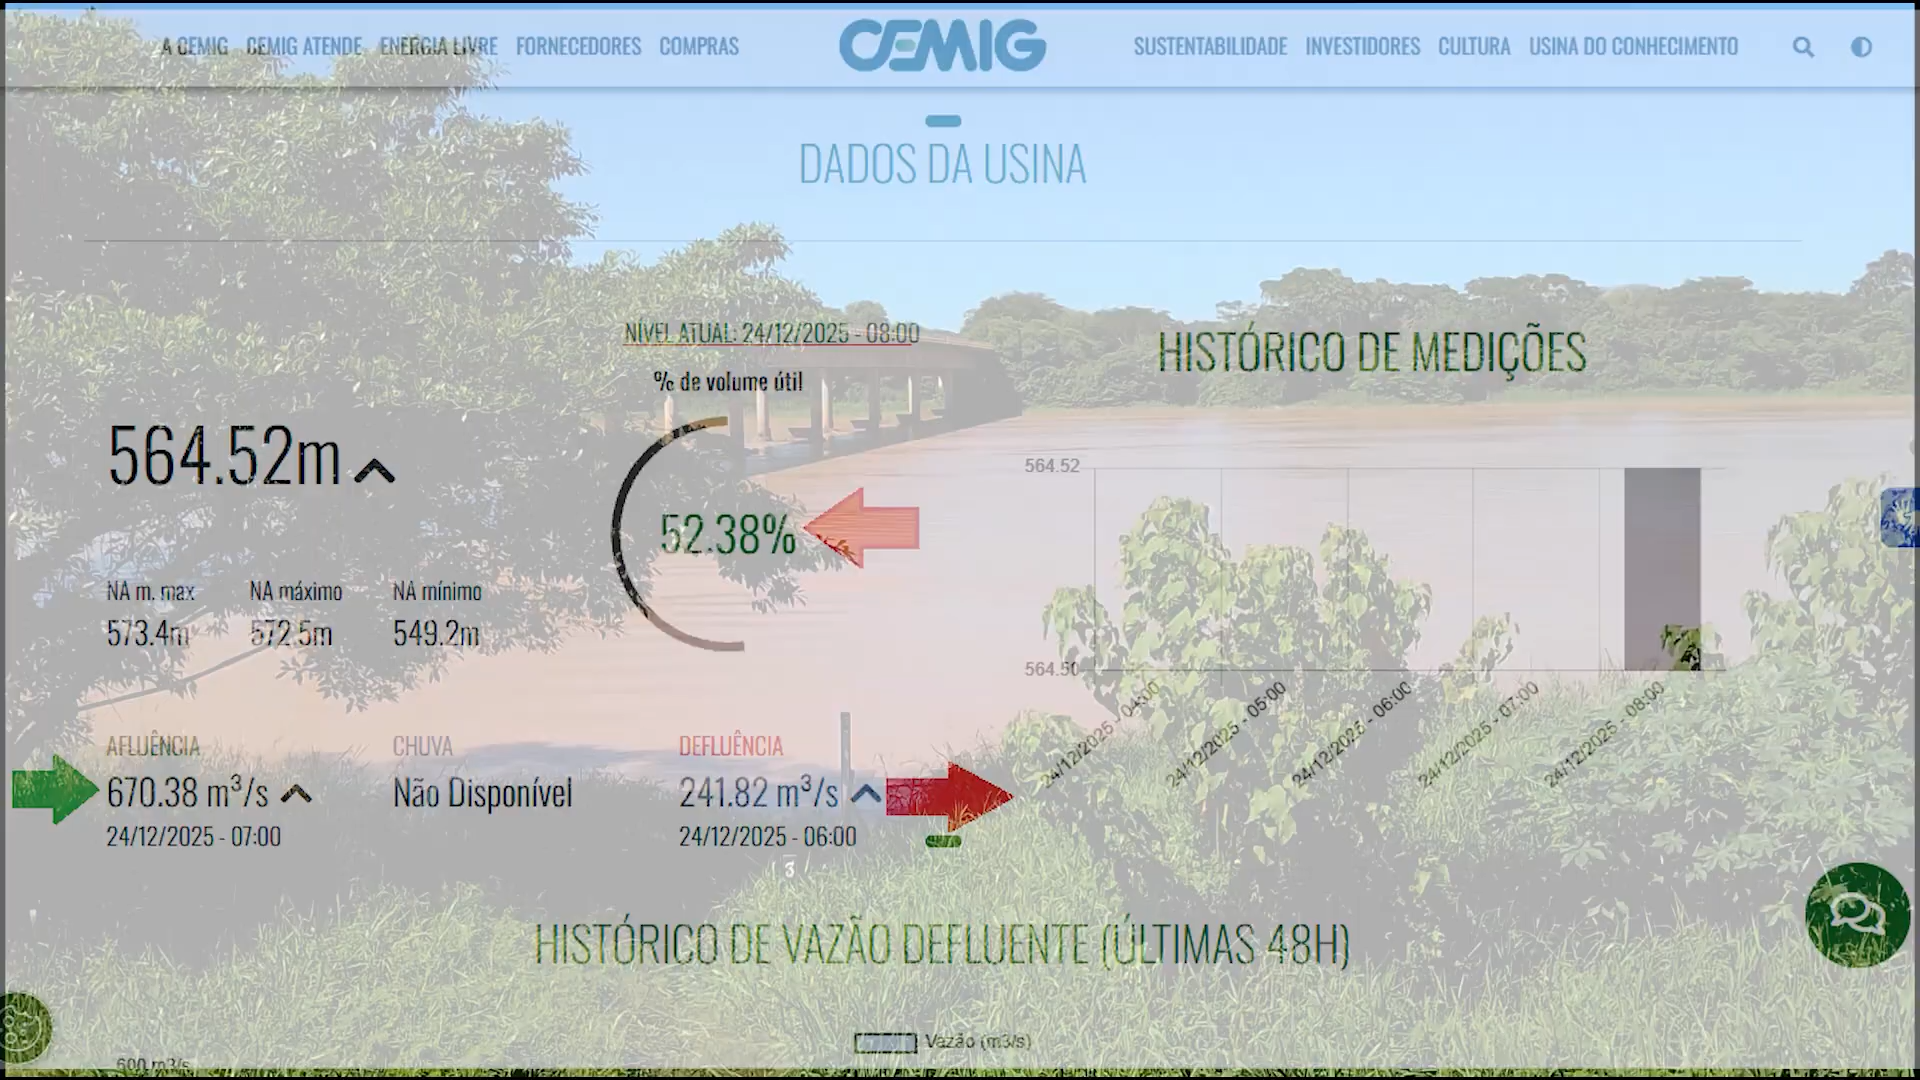 A CEMIG CEMIG ATENDE ENERGIA LIVRE FORNECEDORES COMPRAS CEMIG SUSTENTABILIDADE INVESTIDORES CULTURA USINA DO CONHECIMENTO
DADOS DA USINA
NÍVEL ATUAL: 24/12/2025 - 08:00
% de volume útil
HISTÓRICO DE MEDIÇÕES
564.52m
52.38%
NA m. max NA máximo NA mínimo
573.4m 572.5m 549.2m
564.52
564.50
24/12/2025 - 04:00
24/12/2025 - 05:00
24/12/2025 - 06:00
24/12/2025 - 07:00
24/12/2025 - 08:00
AFLUÊNCIA CHUVA DEFLUÊNCIA
670.38 m³/s Não Disponível 241.82 m³/s
24/12/2025 - 07:00 24/12/2025 - 06:00
3
HISTÓRICO DE VAZÃO DEFLUENTE (ÚLTIMAS 48H)
Vazão (m3/s)
600 m3/s